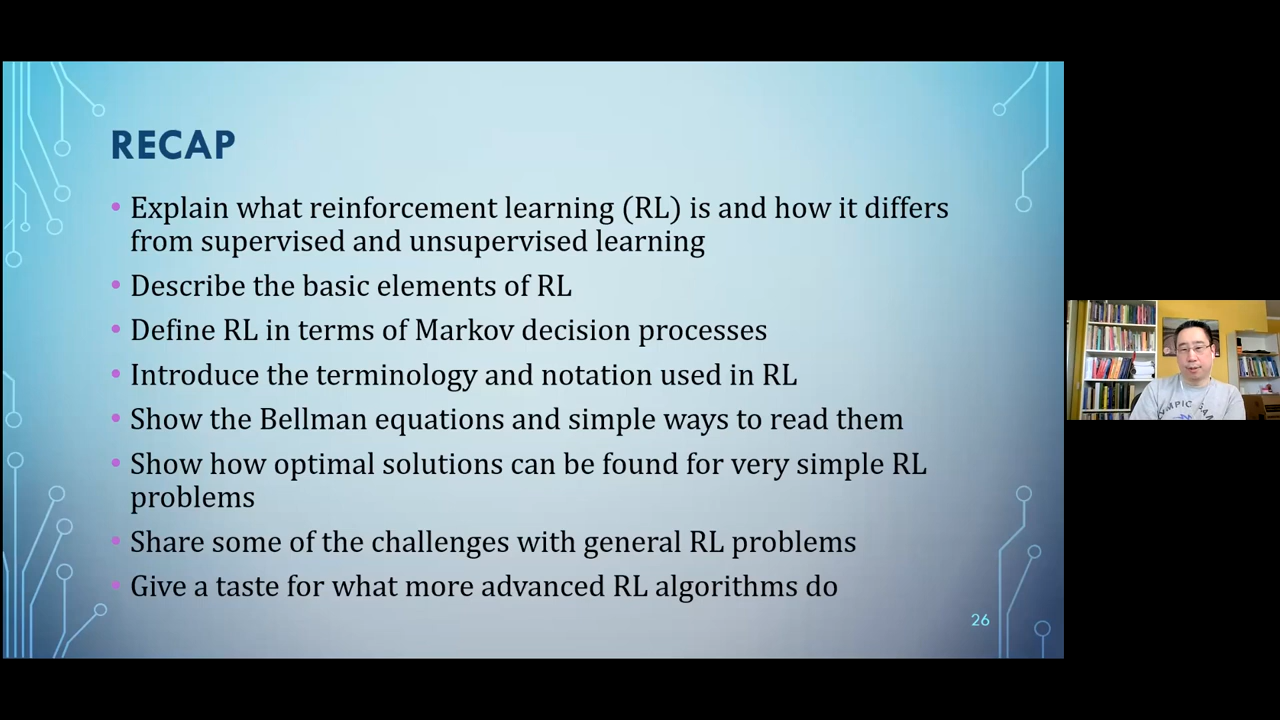 RECAP
• Explain what reinforcement learning (RL) is and how it differs
from supervised and unsupervised learning
• Describe the basic elements of RL
• Define RL in terms of Markov decision processes
• Introduce the terminology and notation used in RL
• Show the Bellman equations and simple ways to read them
• Show how optimal solutions can be found for very simple RL
problems
• Share some of the challenges with general RL problems
• Give a taste for what more advanced RL algorithms do
26